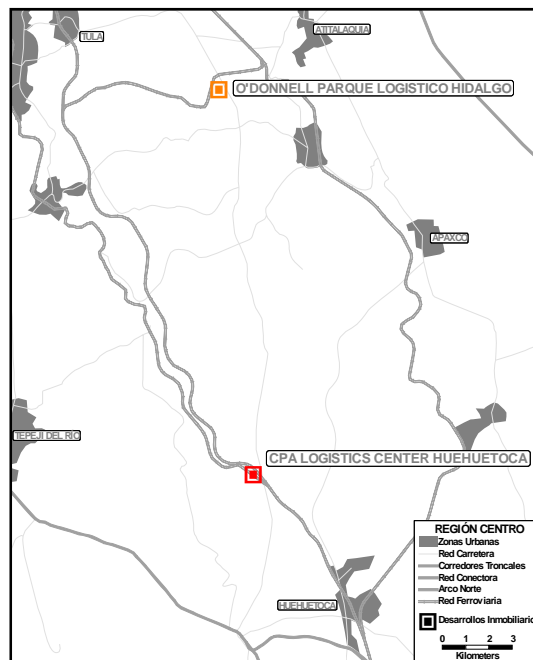 TULA
ATITALAQUIA
O'DONNELL PARQUE LOGISTICO HIDALGO
APAXCO
TEPEJI DEL RIO
CPA LOGISTICS CENTER HUEHUETOCA
HUEHUETOCA
REGIÓN CENTRO
Zonas Urbanas
Red Carretera
Corredores Troncales
Red Conectora
Arco Norte
Red Ferroviaria
Desarrollos Inmobiliario
0 1 2 3
Kilometers